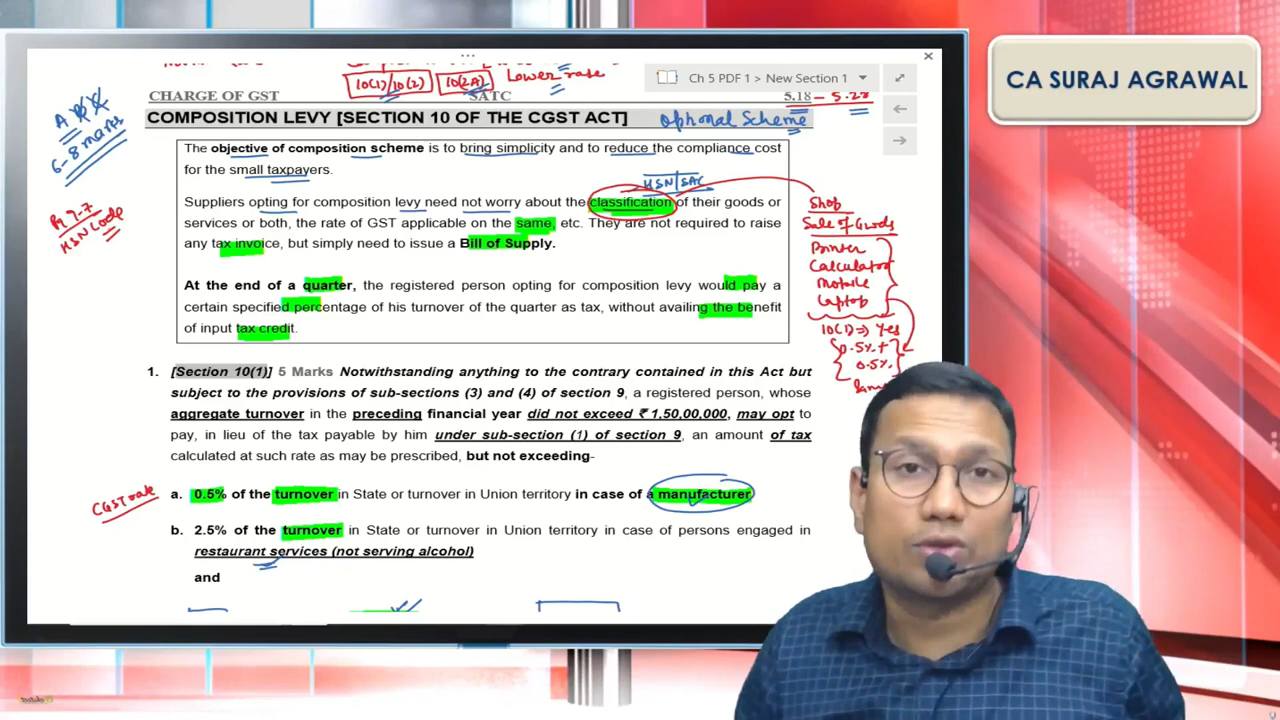 CA SURAJ AGRAWAL
Ch 5 PDF 1 > New Section 1
10(1)/10(2) 10(2A) Lower rate
CHARGE OF GST SATC 5.18 - 5.28
COMPOSITION LEVY [SECTION 10 OF THE CGST ACT] Optional Scheme
A
6-8 marks
HSN Code
The objective of composition scheme is to bring simplicity and to reduce the compliance cost
for the small taxpayers.
HSN/SAC
Suppliers opting for composition levy need not worry about the classification of their goods or
services or both, the rate of GST applicable on the same, etc. They are not required to raise
any tax invoice, but simply need to issue a Bill of Supply.
At the end of a quarter, the registered person opting for composition levy would pay a
certain specified percentage of his turnover of the quarter as tax, without availing the benefit
of input tax credit.
Shop
Sale of Goods
Printer
Calculator
Mobile
Laptop
10(1) ⇒ Yes
0.5% +
0.5%
1. [Section 10(1)] 5 Marks Notwithstanding anything to the contrary contained in this Act but
subject to the provisions of sub-sections (3) and (4) of section 9, a registered person, whose
aggregate turnover in the preceding financial year did not exceed ₹ 1,50,00,000, may opt to
pay, in lieu of the tax payable by him under sub-section (1) of section 9, an amount of tax
calculated at such rate as may be prescribed, but not exceeding-
CGST rate
a. 0.5% of the turnover in State or turnover in Union territory in case of a manufacturer
b. 2.5% of the turnover in State or turnover in Union territory in case of persons engaged in
restaurant services (not serving alcohol)
and